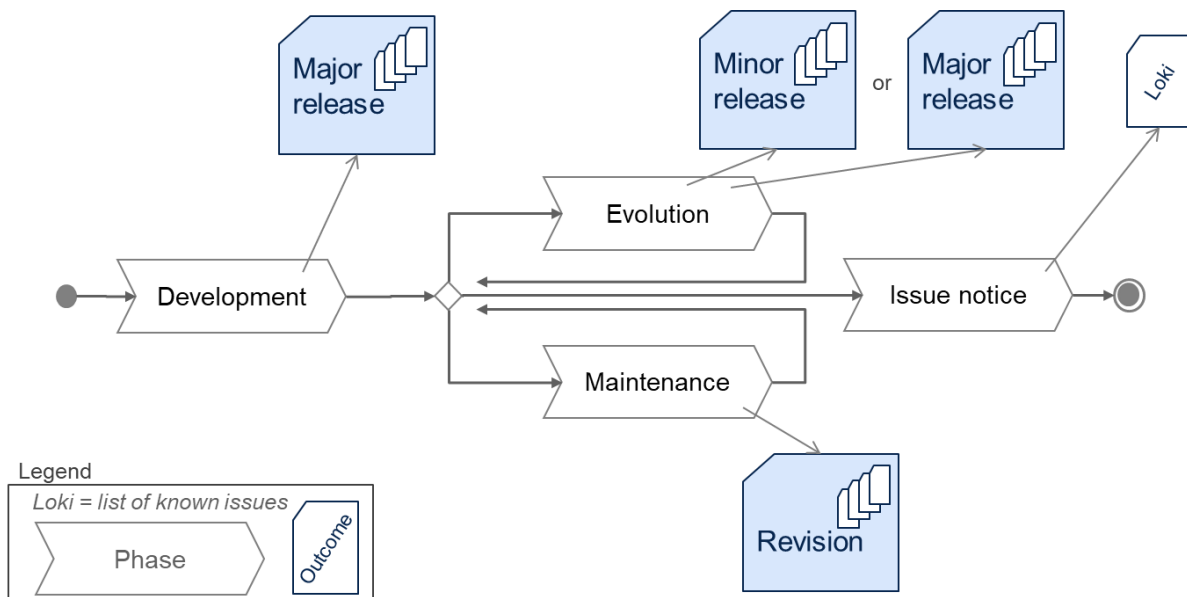 Major
release
Minor
release
or
Major
release
Loki
Evolution
Development
Issue notice
Maintenance
Revision
Legend
Loki = list of known issues
Phase
Outcome